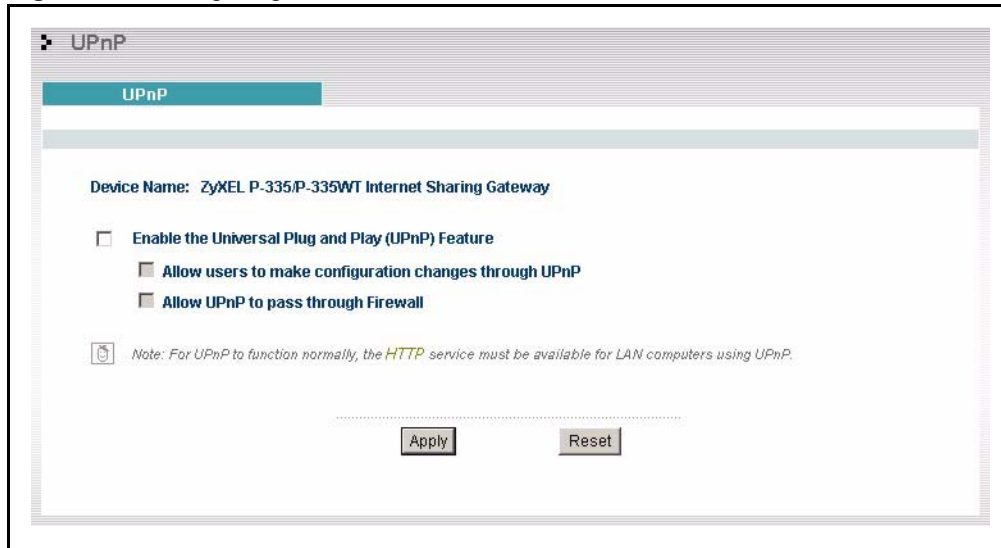 UPnP
UPnP
Device Name: ZyXEL P-335/P-335WT Internet Sharing Gateway
Enable the Universal Plug and Play (UPnP) Feature
Allow users to make configuration changes through UPnP
Allow UPnP to pass through Firewall
Note: For UPnP to function normally, the HTTP service must be available for LAN computers using UPnP.
Apply Reset